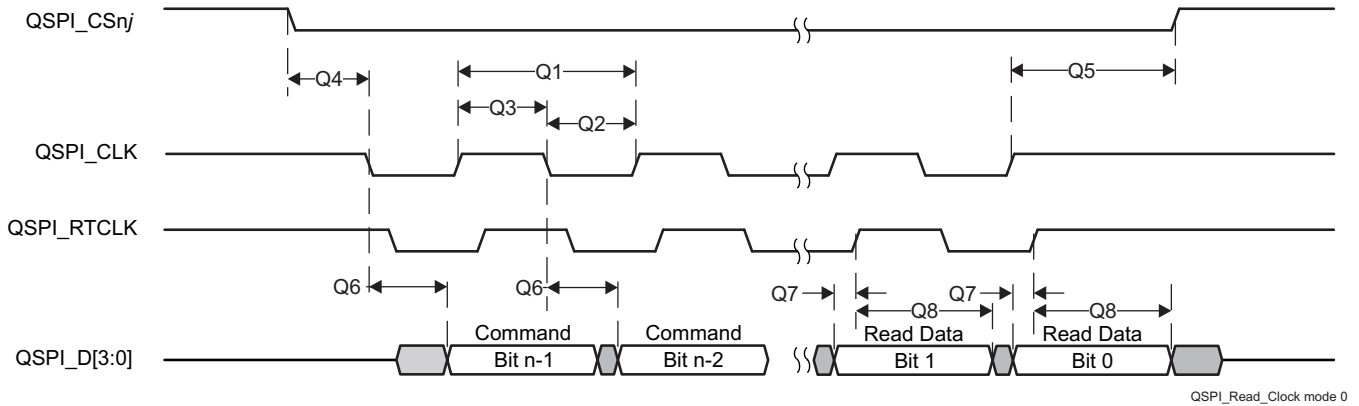 QSPI_CSnj
Q4
Q1
Q5
Q3
Q2
QSPI_CLK
QSPI_RTCLK
Q6
Q6
Q7
Q7
Q8
Q8
Command
Command
Read Data
Read Data
QSPI_D[3:0]
Bit n-1
Bit n-2
Bit 1
Bit 0
QSPI_Read_Clock mode 0